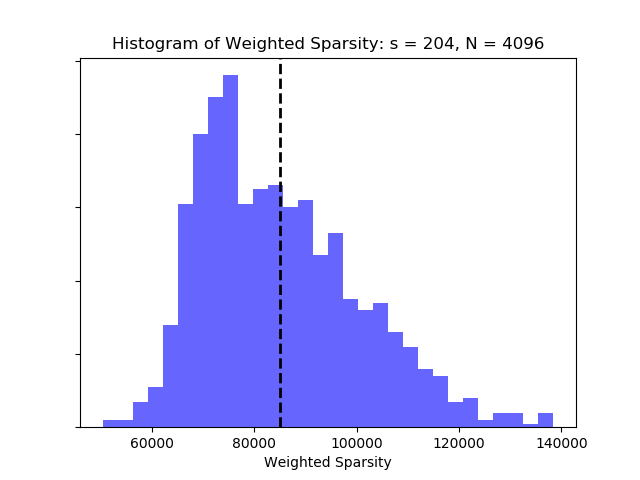 Histogram of Weighted Sparsity: s = 204, N = 4096
60000 80000 100000 120000 140000
Weighted Sparsity